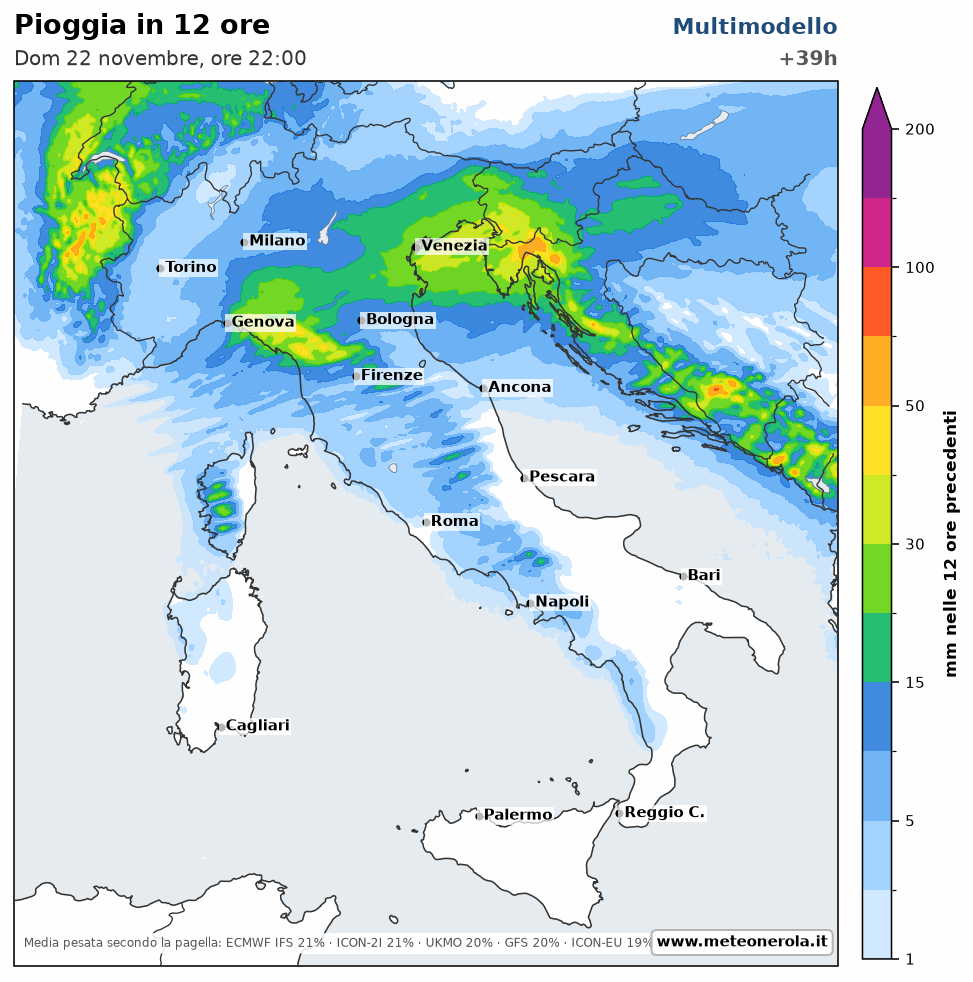 Pioggia in 12 ore
Multimodello
Dom 22 novembre, ore 22:00
+39h
Milano
Venezia
Torino
Genova
Bologna
Firenze
Ancona
Pescara
Roma
Bari
Napoli
Cagliari
Palermo
Reggio C.
200
100
50
30
15
5
1
mm nelle 12 ore precedenti
Media pesata secondo la pagella: ECMWF IFS 21% · ICON-2I 21% · UKMO 20% · GFS 20% · ICON-EU 19%
www.meteonerola.it